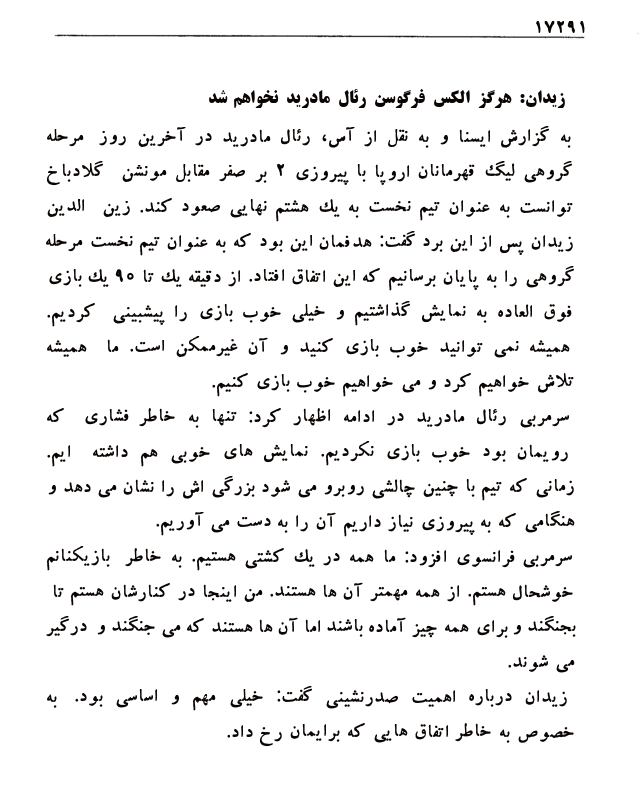 ۱۷۲۹۱
زیدان: هرگز الکس فرگوسن رئال مادرید نخواهم شد
به گزارش ایسنا و به نقل از آس، رئال مادرید در آخرین روز مرحله
گروهی لیگ قهرمانان اروپا با پیروزی ۲ بر صفر مقابل مونشن گلادباخ
توانست به عنوان تیم نخست به یك هشتم نهایی صعود کند. زین الدین
زیدان پس از این برد گفت: هدفمان این بود که به عنوان تیم نخست مرحله
گروهی را به پایان برسانیم که این اتفاق افتاد. از دقیقه یك تا ۹۰ یك بازی
فوق العاده به نمایش گذاشتیم و خیلی خوب بازی را پیشبینی کردیم.
همیشه نمی توانید خوب بازی کنید و آن غیرممکن است. ما همیشه
تلاش خواهیم کرد و می خواهیم خوب بازی کنیم.
سرمربی رئال مادرید در ادامه اظهار کرد: تنها به خاطر فشاری که
رویمان بود خوب بازی نکردیم. نمایش های خوبی هم داشته ایم.
زمانی که تیم با چنین چالشی روبرو می شود بزرگی اش را نشان می دهد و
هنگامی که به پیروزی نیاز داریم آن را به دست می آوریم.
سرمربی فرانسوی افزود: ما همه در یك کشتی هستیم. به خاطر بازیکنانم
خوشحال هستم. از همه مهمتر آن ها هستند. من اینجا در کنارشان هستم تا
بجنگند و برای همه چیز آماده باشند اما آن ها هستند که می جنگند و درگیر
می شوند.
زیدان درباره اهمیت صدرنشینی گفت: خیلی مهم و اساسی بود. به
خصوص به خاطر اتفاق هایی که برایمان رخ داد.